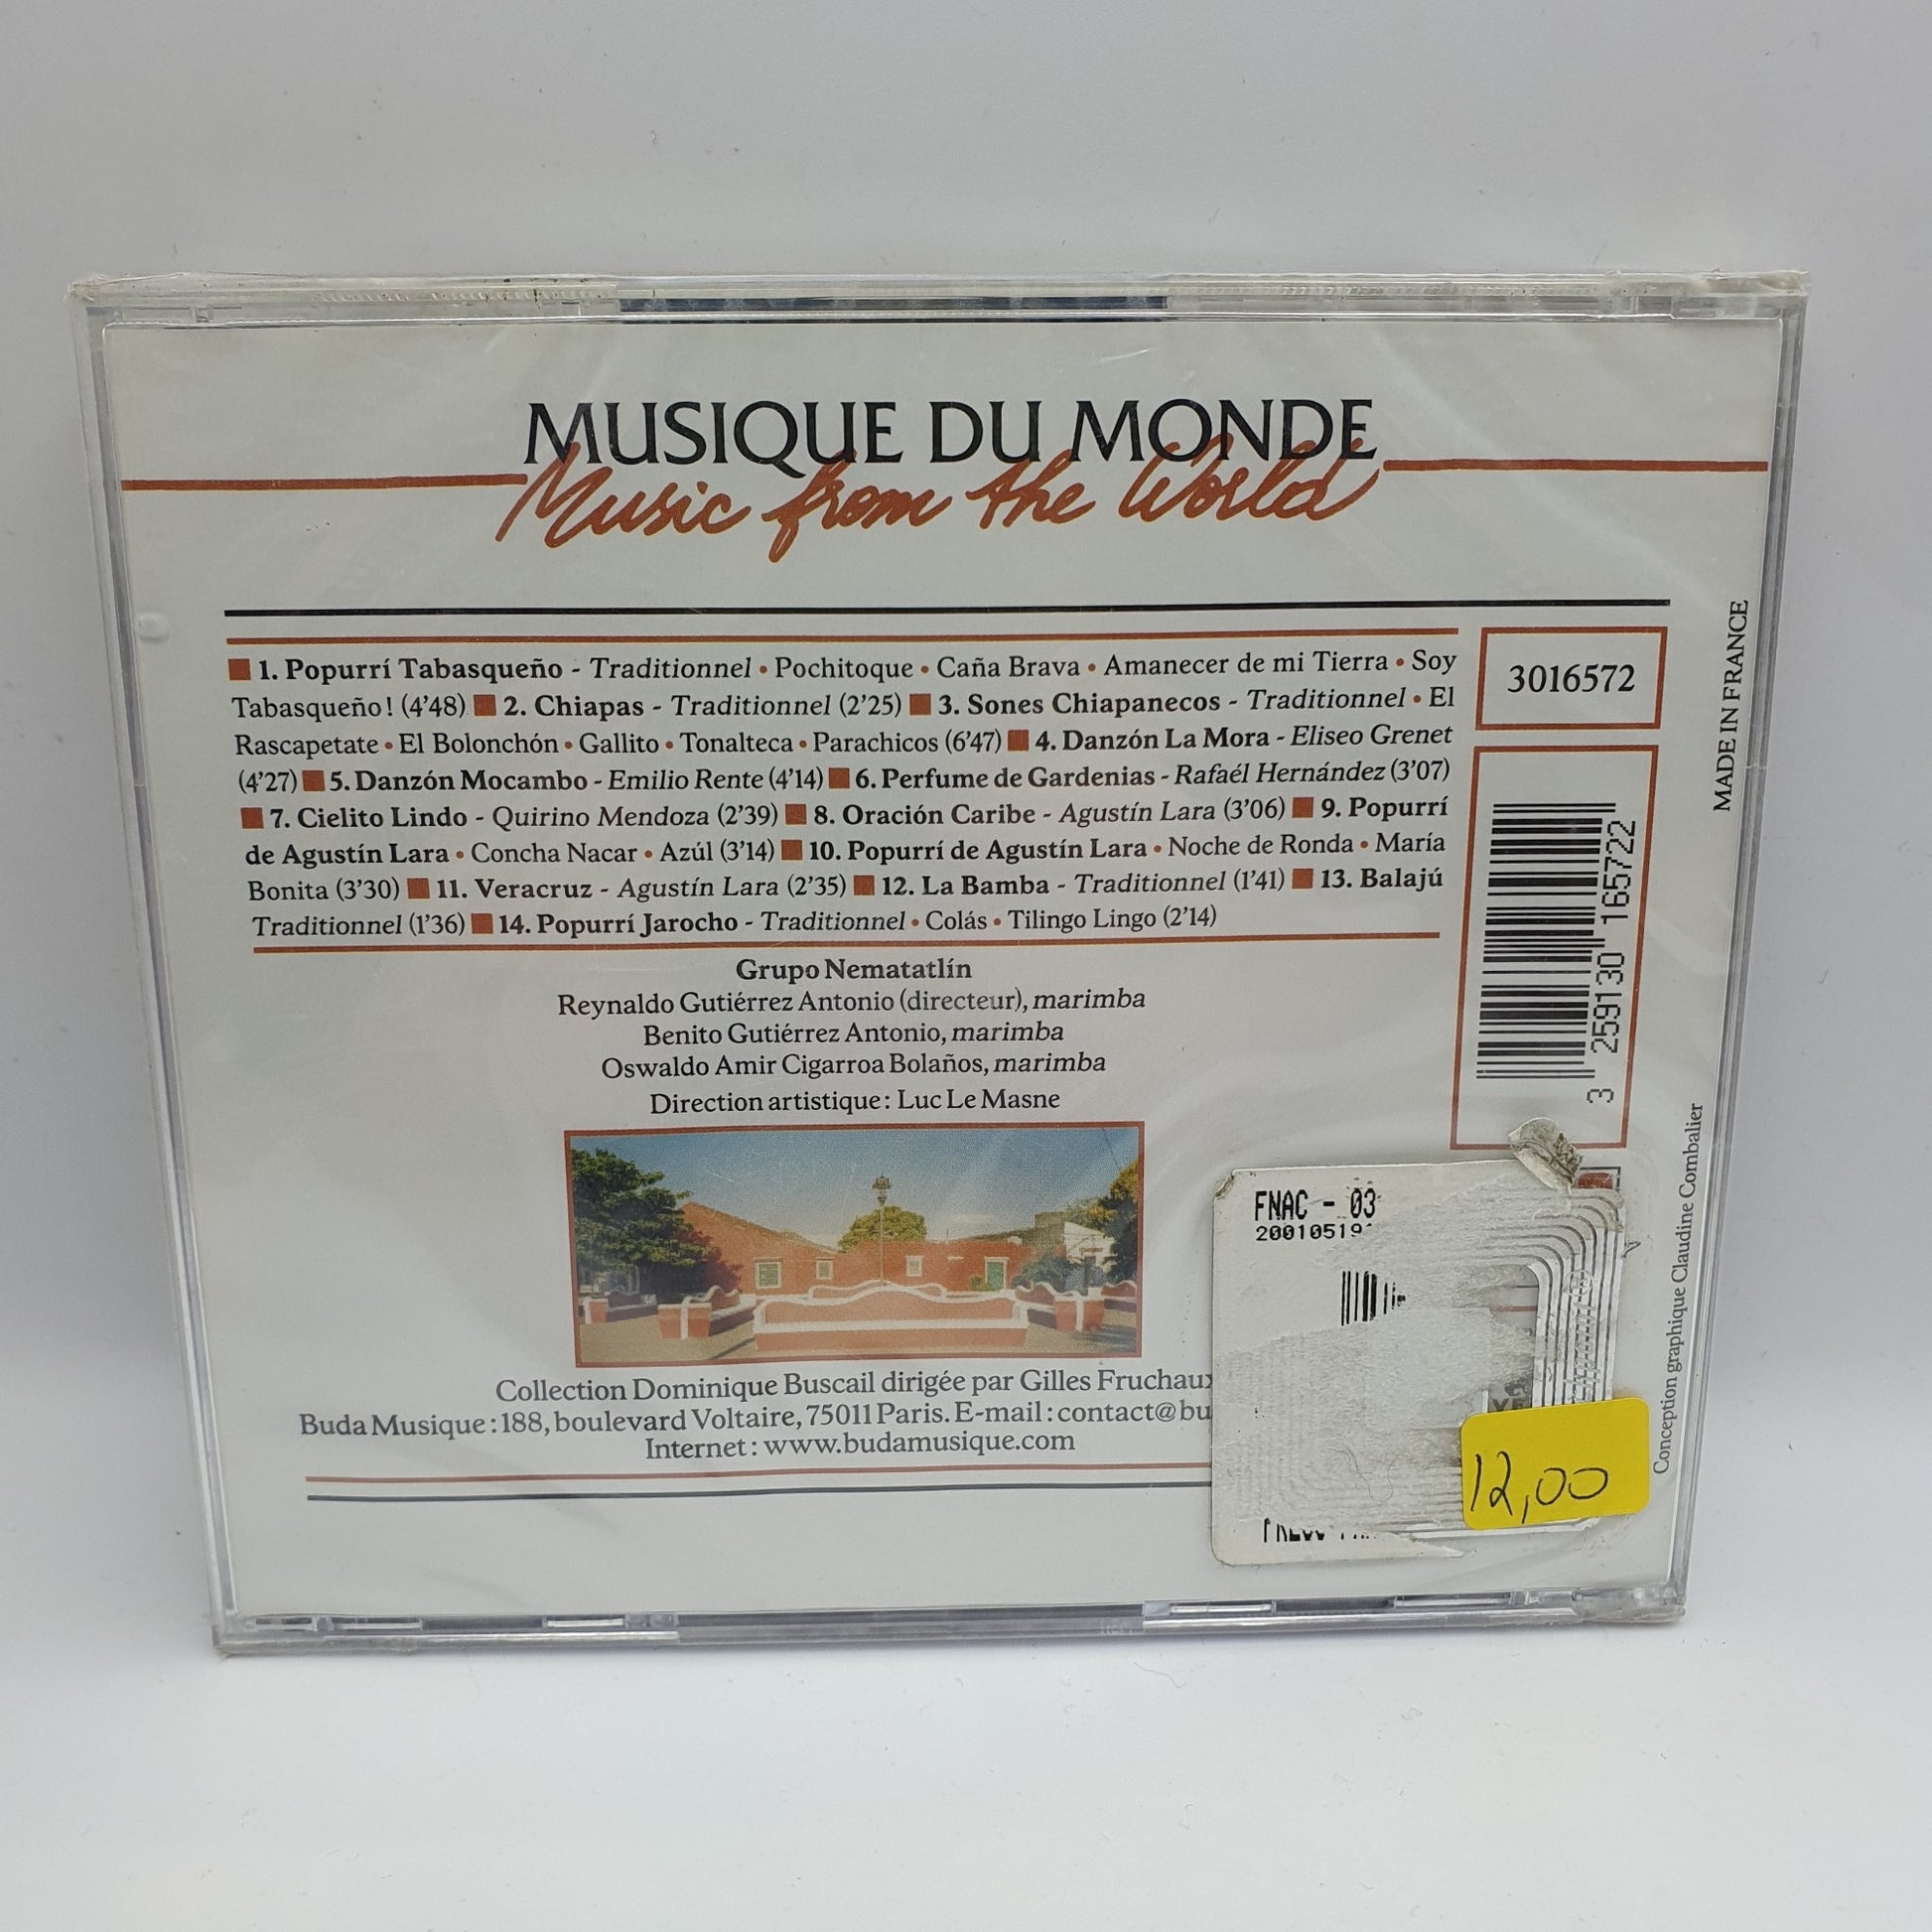 MUSIQUE DU MONDE
Music from the World
1. Popurrí Tabasqueño - Traditionnel • Pochitoque • Caña Brava • Amanecer de mi Tierra • Soy
Tabasqueño! (4’48) ■ 2. Chiapas - Traditionnel (2’25) ■ 3. Sones Chiapanecos - Traditionnel • El
Rascapetate • El Bolonchón • Gallito • Tonalteca • Parachicos (6’47) ■ 4. Danzón La Mora - Eliseo Grenet
(4’27) ■ 5. Danzón Mocambo - Emilio Rente (4’14) ■ 6. Perfume de Gardenias - Rafaél Hernández (3’07)
■ 7. Cielito Lindo - Quirino Mendoza (2’39) ■ 8. Oración Caribe - Agustín Lara (3’06) ■ 9. Popurrí
de Agustín Lara • Concha Nacar • Azúl (3’14) ■ 10. Popurrí de Agustín Lara • Noche de Ronda • María
Bonita (3’30) ■ 11. Veracruz - Agustín Lara (2’35) ■ 12. La Bamba - Traditionnel (1’41) ■ 13. Balajú
Traditionnel (1’36) ■ 14. Popurrí Jarocho - Traditionnel • Colás • Tilingo Lingo (2’14)
3016572
MADE IN FRANCE
3 259130 165722
Grupo Nematatlín
Reynaldo Gutiérrez Antonio (directeur), marimba
Benito Gutiérrez Antonio, marimba
Oswaldo Amir Cigarroa Bolaños, marimba
Direction artistique : Luc Le Masne
Collection Dominique Buscail dirigée par Gilles Fruchaux
Buda Musique : 188, boulevard Voltaire, 75011 Paris. E-mail : contact@bu
Internet : www.budamusique.com
Conception graphique Claudine Combalier
FNAC - 03
20010519
12,00